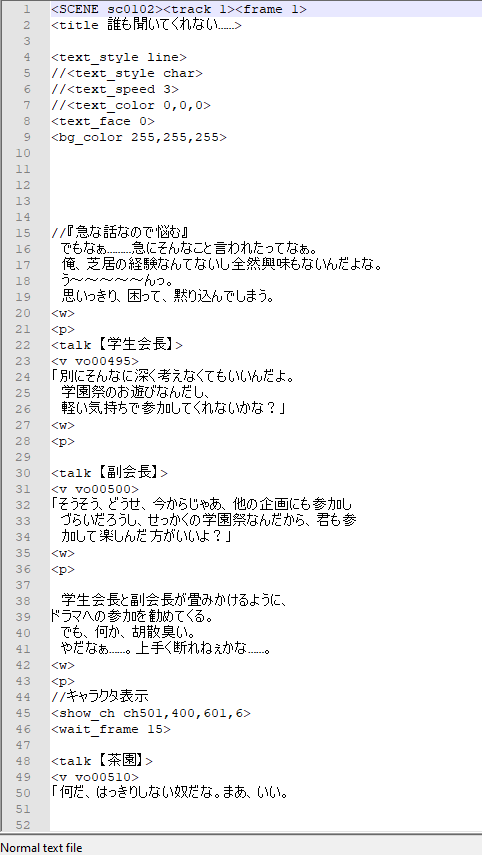 1 <SCENE sc0102><track 1><frame 1>
2 <title 誰も聞いてくれない……>
3
4 <text_style line>
5 //<text_style char>
6 //<text_speed 3>
7 //<text_color 0,0,0>
8 <text_face 0>
9 <bg_color 255,255,255>
10
11
12
13
14
15 //『急な話なので悩む』
16 でもなぁ………急にそんなこと言われたってなぁ。
17 俺、芝居の経験なんてないし全然興味もないんだよな。
18 う～～～～～んっ。
19 思いっきり、困って、黙り込んでしまう。
20 <w>
21 <p>
22 <talk 【学生会長】>
23 <v vo00495>
24 「別にそんなに深く考えなくてもいいんだよ。
25 学園祭のお遊びなんだし、
26 軽い気持ちで参加してくれないかな？」
27 <w>
28 <p>
29
30 <talk 【副会長】>
31 <v vo00500>
32 「そうそう、どうせ、今からじゃあ、他の企画にも参加し
33 づらいだろうし、せっかくの学園祭なんだから、君も参
34 加して楽しんだ方がいいよ？」
35 <w>
36 <p>
37
38 学生会長と副会長が畳みかけるように、
39 ドラマへの参加を勧めてくる。
40 でも、何か、胡散臭い。
41 やだなぁ……。上手く断れねぇかな……。
42 <w>
43 <p>
44 //キャラクタ表示
45 <show_ch ch501,400,601,6>
46 <wait_frame 15>
47
48 <talk 【茶園】>
49 <v vo00510>
50 「何だ、はっきりしない奴だな。まあ、いい。
51
52
Normal text file